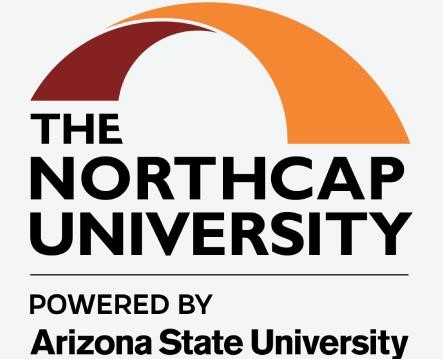 THE
NORTHCAP
UNIVERSITY
POWERED BY
Arizona State University